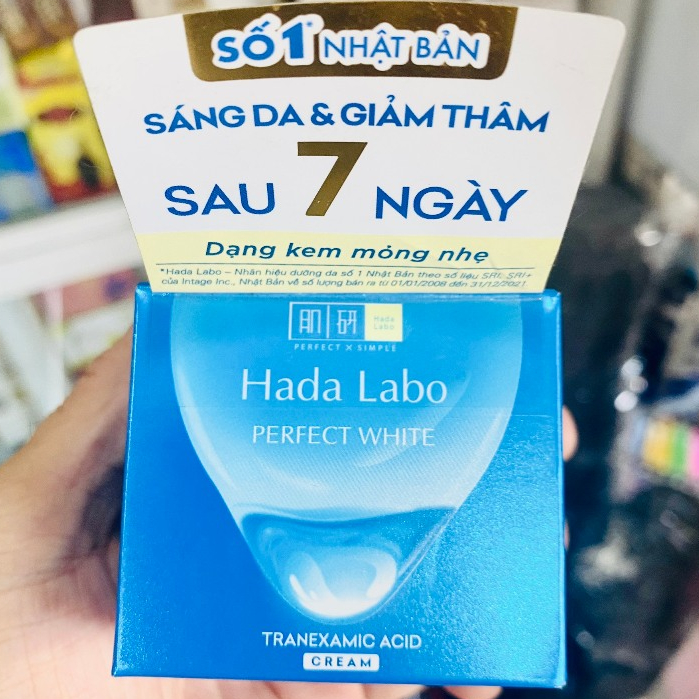 SỐ 1* NHẬT BẢN
SÁNG DA & GIẢM THÂM
SAU 7 NGÀY
Dạng kem mỏng nhẹ
*Hada Labo – Nhãn hiệu dưỡng da số 1 Nhật Bản theo số liệu SRI, SRI+
của Intage Inc., Nhật Bản về số lượng bán ra từ 01/01/2008 đến 31/12/2021
肌研
Hada
Labo
PERFECT X SIMPLE
Hada Labo
PERFECT WHITE
TRANEXAMIC ACID
CREAM